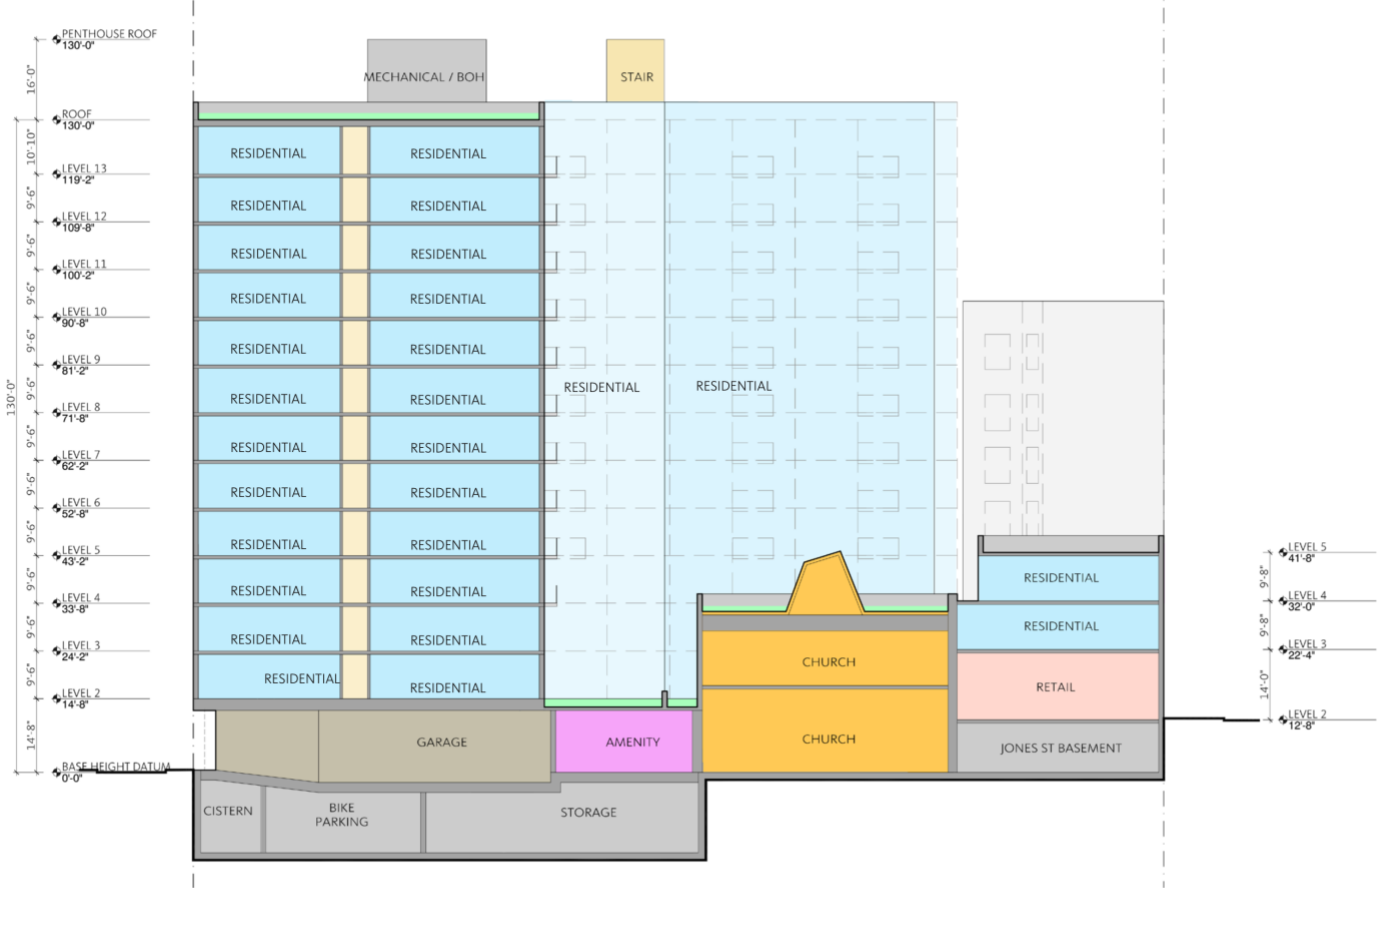 PENTHOUSE ROOF
130'-0"
16'-0"
MECHANICAL / BOH
STAIR
ROOF
130'-0"
10'-10"
RESIDENTIAL
RESIDENTIAL
LEVEL 13
119'-2"
9'-6"
RESIDENTIAL
RESIDENTIAL
LEVEL 12
109'-8"
9'-6"
RESIDENTIAL
RESIDENTIAL
LEVEL 11
100'-2"
9'-6"
RESIDENTIAL
RESIDENTIAL
LEVEL 10
90'-8"
9'-6"
RESIDENTIAL
RESIDENTIAL
LEVEL 9
81'-2"
9'-6"
130'-0"
RESIDENTIAL
RESIDENTIAL
RESIDENTIAL
RESIDENTIAL
LEVEL 8
71'-8"
9'-6"
RESIDENTIAL
RESIDENTIAL
LEVEL 7
62'-2"
9'-6"
RESIDENTIAL
RESIDENTIAL
LEVEL 6
52'-8"
9'-6"
RESIDENTIAL
RESIDENTIAL
LEVEL 5
43'-2"
9'-6"
RESIDENTIAL
RESIDENTIAL
LEVEL 4
33'-8"
9'-6"
RESIDENTIAL
RESIDENTIAL
LEVEL 3
24'-2"
9'-6"
RESIDENTIAL
RESIDENTIAL
LEVEL 2
14'-8"
14'-8"
GARAGE
AMENITY
BASE HEIGHT DATUM
0'-0"
CISTERN
BIKE
PARKING
STORAGE
CHURCH
CHURCH
RESIDENTIAL
RESIDENTIAL
RETAIL
JONES ST BASEMENT
LEVEL 5
41'-8"
9'-8"
LEVEL 4
32'-0"
9'-8"
LEVEL 3
22'-4"
14'-0"
LEVEL 2
12'-8"